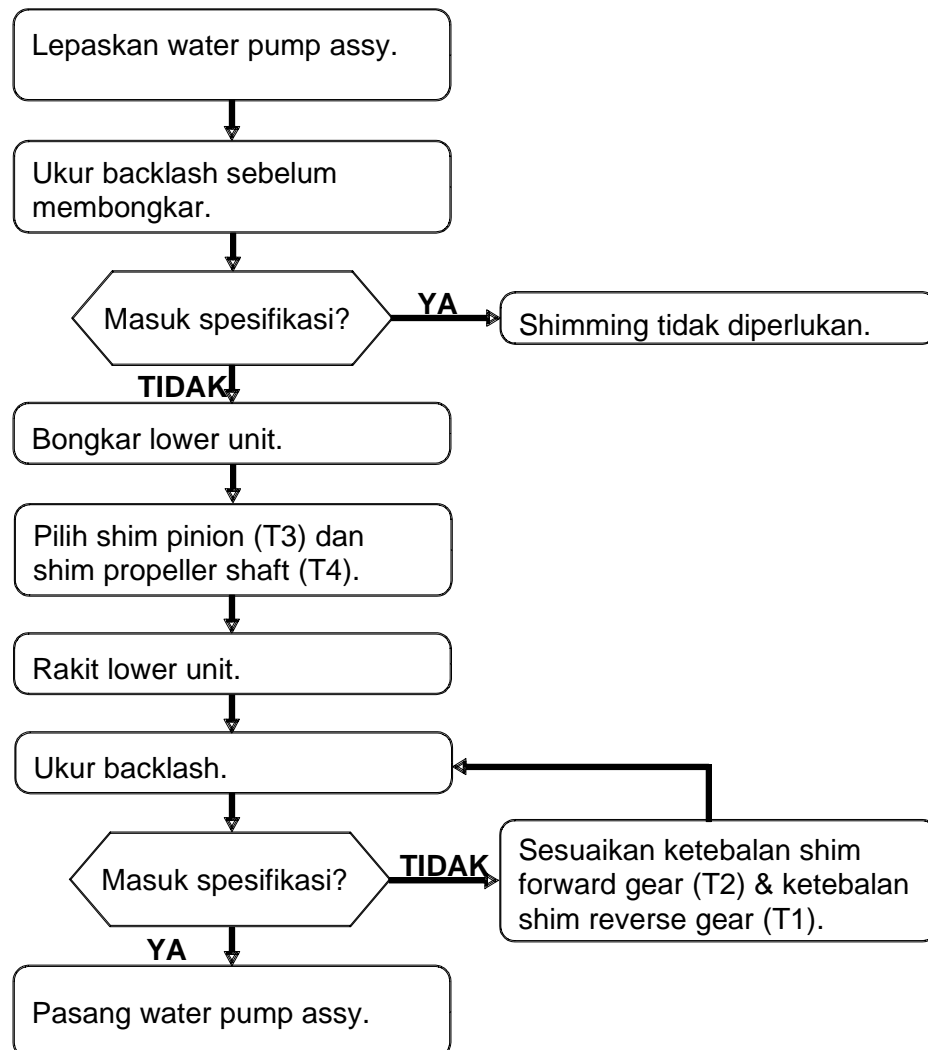 Lepaskan water pump assy.
Ukur backlash sebelum
membongkar.
Masuk spesifikasi?
YA
Shimming tidak diperlukan.
TIDAK
Bongkar lower unit.
Pilih shim pinion (T3) dan
shim propeller shaft (T4).
Rakit lower unit.
Ukur backlash.
Masuk spesifikasi?
TIDAK
Sesuaikan ketebalan shim
forward gear (T2) & ketebalan
shim reverse gear (T1).
YA
Pasang water pump assy.